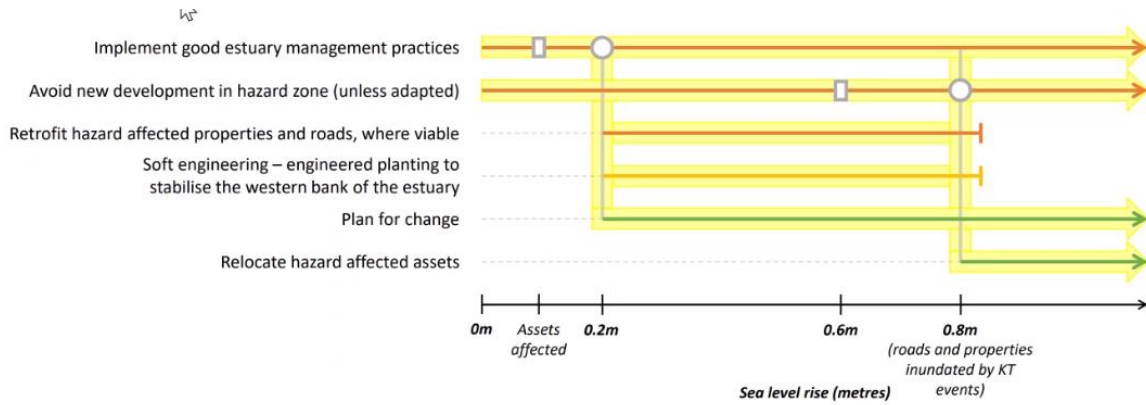 Implement good estuary management practices
Avoid new development in hazard zone (unless adapted)
Retrofit hazard affected properties and roads, where viable
Soft engineering – engineered planting to
stabilise the western bank of the estuary
Plan for change
Relocate hazard affected assets
0m
Assets
affected
0.2m
0.6m
0.8m
(roads and properties
inundated by KT
events)
Sea level rise (metres)